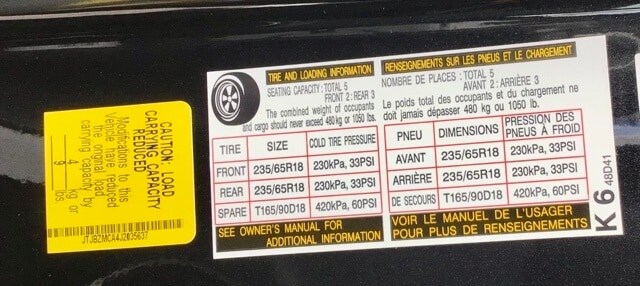 CAUTION: LOAD
CARRYING CAPACITY
REDUCED
Modifications to this
Vehicle have reduced
the original load
carrying capacity by
4 kg or
9 lbs
JTJBZMCA4J2035637
TIRE AND LOADING INFORMATION
SEATING CAPACITY: TOTAL 5
FRONT 2: REAR 3
The combined weight of occupants
and cargo should never exceed 480 kg or 1050 lbs.
TIRE SIZE COLD TIRE PRESSURE
FRONT 235/65R18 230kPa, 33PSI
REAR 235/65R18 230kPa, 33PSI
SPARE T165/90D18 420kPa, 60PSI
SEE OWNER'S MANUAL FOR
ADDITIONAL INFORMATION
RENSEIGNEMENTS SUR LES PNEUS ET LE CHARGEMENT
NOMBRE DE PLACES : TOTAL 5
AVANT 2: ARRIÈRE 3
Le poids total des occupants et du chargement ne
doit jamais dépasser 480 kg ou 1050 lb.
PNEU DIMENSIONS PRESSION DES
PNEUS À FROID
AVANT 235/65R18 230kPa, 33PSI
ARRIÈRE 235/65R18 230kPa, 33PSI
DE SECOURS T165/90D18 420kPa, 60PSI
VOIR LE MANUEL DE L'USAGER
POUR PLUS DE RENSEIGNEMENTS
K 6 48D41